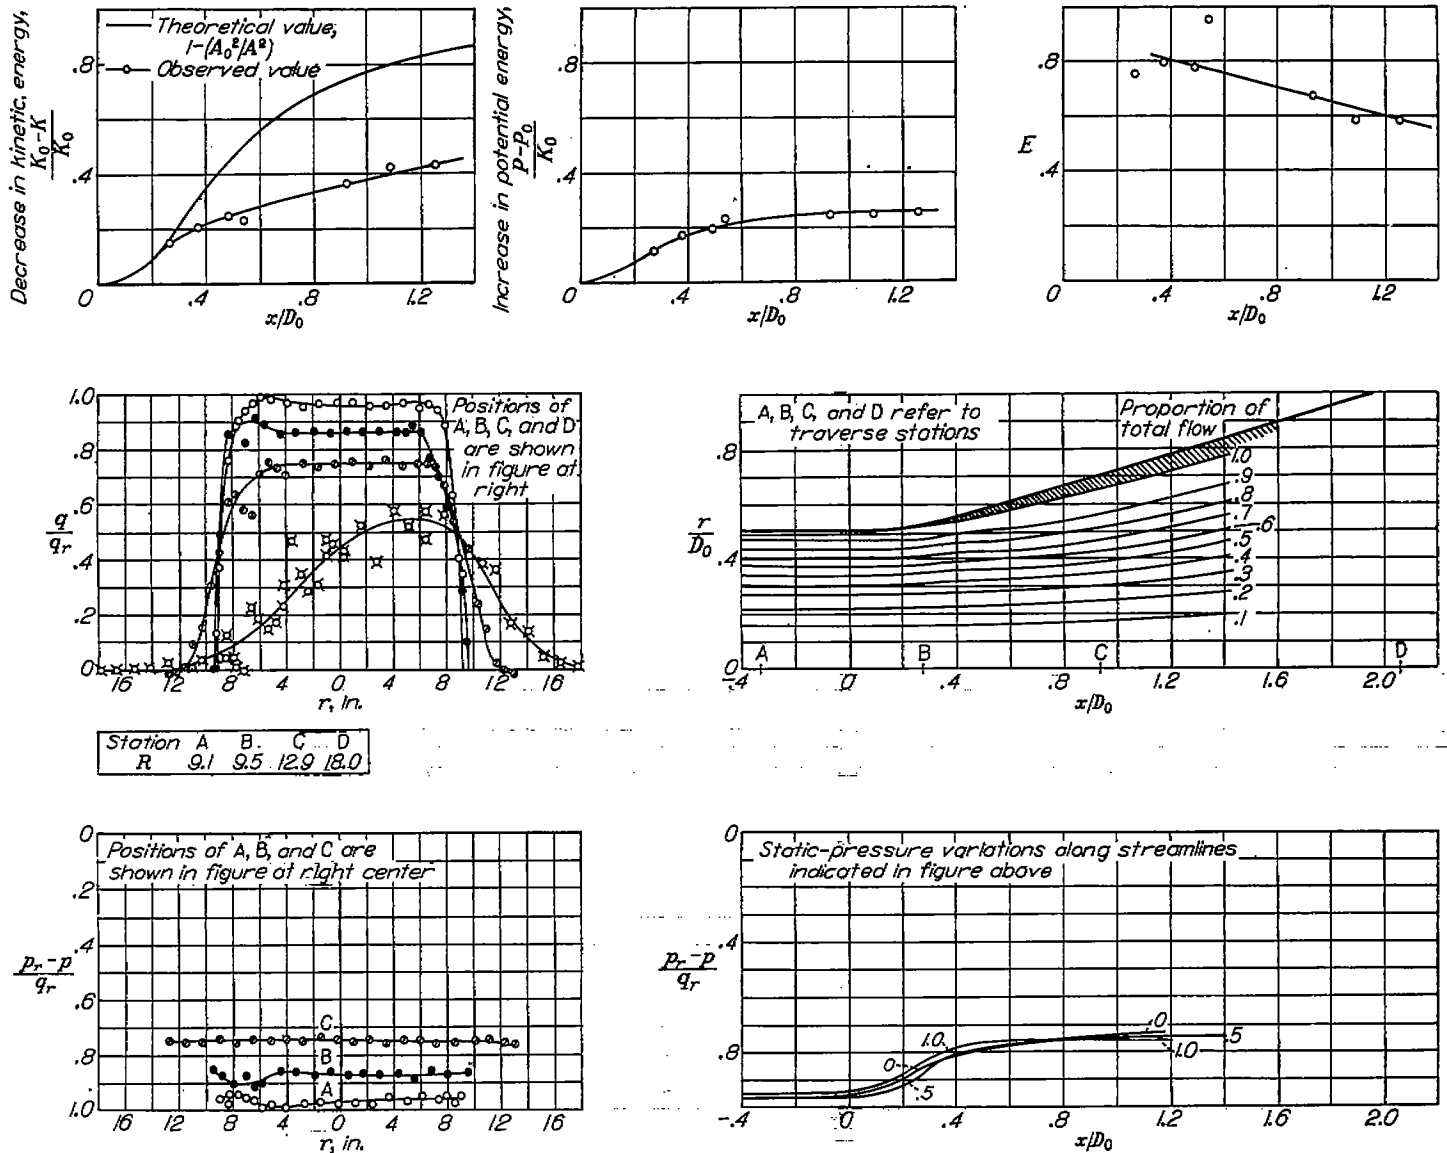 Decrease in kinetic energy,
K₀-K
K₀
Theoretical value,
1-(A₀²/A²)
Observed value
.8
.4
0
.4
.8
1.2
x/D₀
Increase in potential energy,
P-P₀
K₀
.8
.4
0
.4
.8
1.2
x/D₀
E
.8
.4
0
.4
.8
1.2
x/D₀
q
qᵣ
1.0
.8
.6
.4
.2
0
Positions of
A, B, C, and D
are shown
in figure at
right
16 12 8 4 0 4 8 12 16
r, in.
Station A B C D
R 9.1 9.5 12.9 18.0
r
D₀
.8
.4
0
A, B, C, and D refer to
traverse stations
Proportion of
total flow
1.0
.9
.8
.7
.6
.5
.4
.3
.2
.1
A B C D
-.4 0 .4 .8 1.2 1.6 2.0
x/D₀
pᵣ-p
qᵣ
0
.2
.4
.6
.8
1.0
Positions of A, B, and C are
shown in figure at right center
C
B
A
16 12 8 4 0 4 8 12 16
r, in.
pᵣ-p
qᵣ
0
.4
.8
Static-pressure variations along streamlines
indicated in figure above
1.0
0
.5
0
.5
1.0
-.4 0 .4 .8 1.2 1.6 2.0
x/D₀